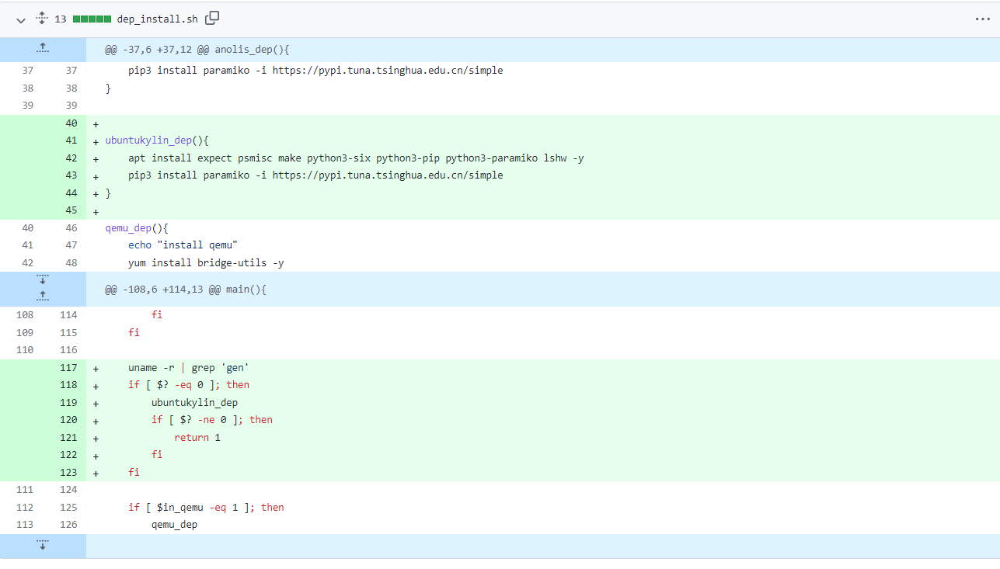 13 dep_install.sh
@@ -37,6 +37,12 @@ anolis_dep(){
37 37     pip3 install paramiko -i https://pypi.tuna.tsinghua.edu.cn/simple
38 38 }
39 39
40 +
41 + ubuntukylin_dep(){
42 +     apt install expect psmisc make python3-six python3-pip python3-paramiko lshw -y
43 +     pip3 install paramiko -i https://pypi.tuna.tsinghua.edu.cn/simple
44 + }
45 +
40 46 qemu_dep(){
41 47     echo "install qemu"
42 48     yum install bridge-utils -y
@@ -108,6 +114,13 @@ main(){
108 114         fi
109 115     fi
110 116
117 +     uname -r | grep 'gen'
118 +     if [ $? -eq 0 ]; then
119 +         ubuntukylin_dep
120 +         if [ $? -ne 0 ]; then
121 +             return 1
122 +         fi
123 +     fi
111 124
112 125     if [ $in_qemu -eq 1 ]; then
113 126         qemu_dep